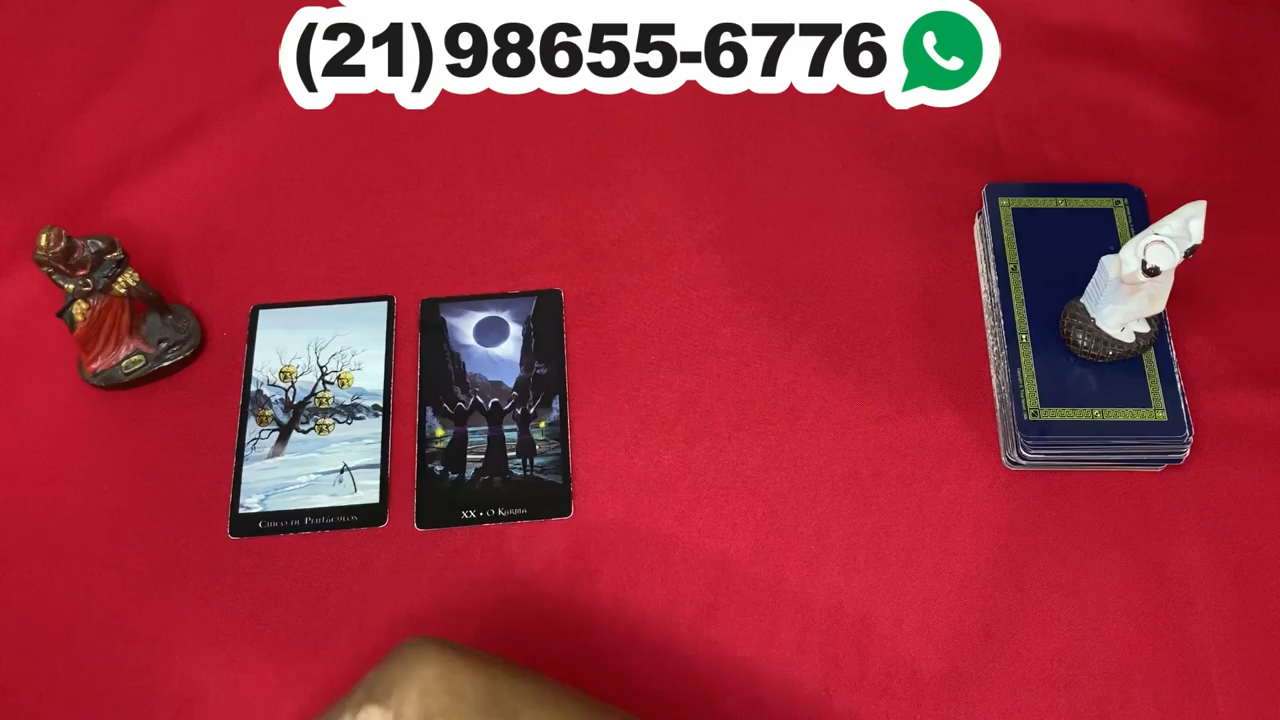 (21)98655-6776
CINCO DE PENTÁCULOS
XX • O KARMA